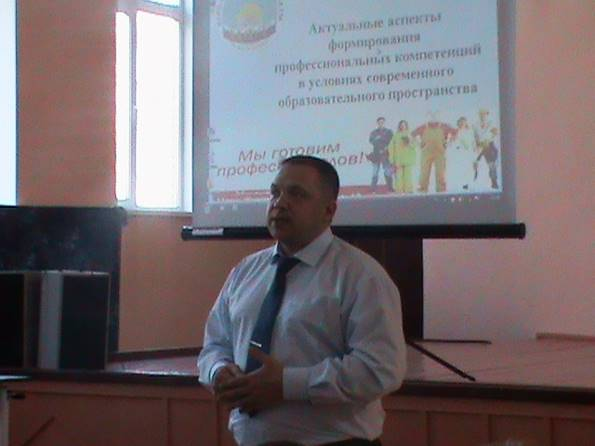 Актуальные аспекты
формирования
профессиональных компетенций
в условиях современного
образовательного пространства
Мы готовим